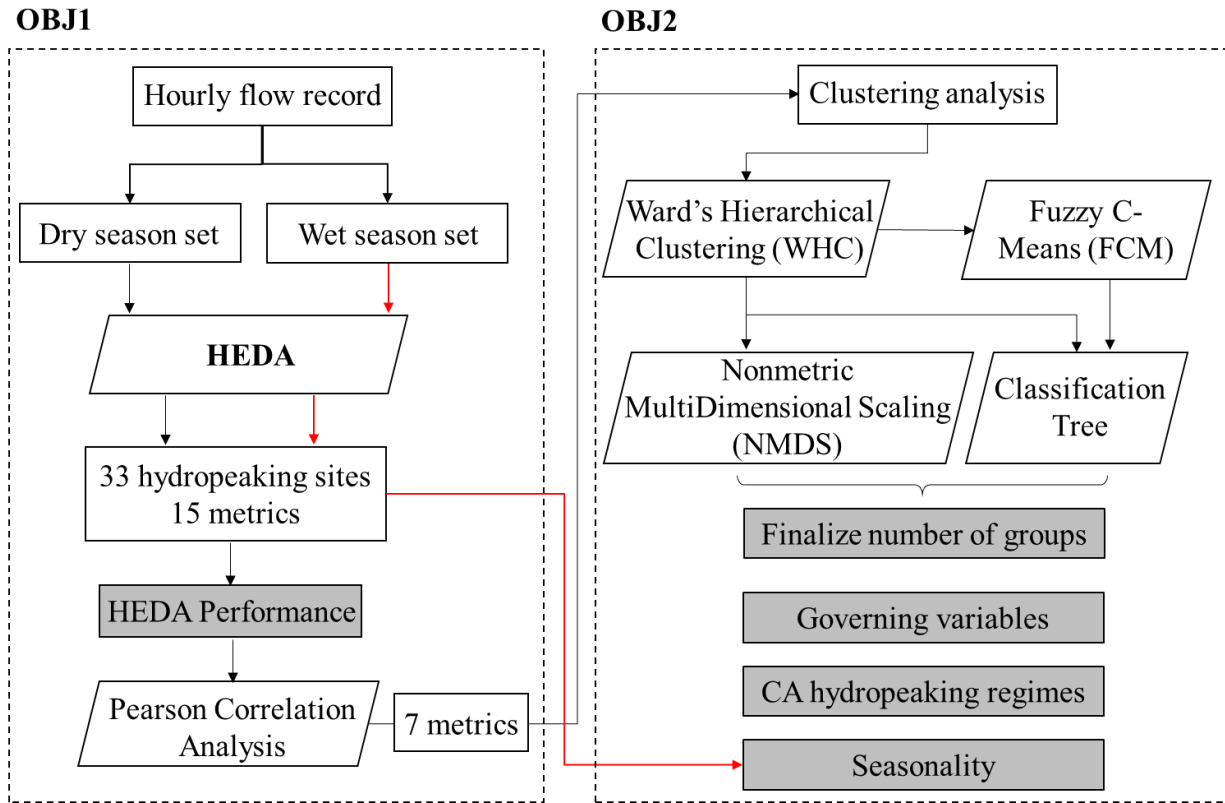 OBJ1
Hourly flow record
Dry season set
Wet season set
HEDA
33 hydropeaking sites
15 metrics
HEDA Performance
Pearson Correlation
Analysis
7 metrics
OBJ2
Clustering analysis
Ward's Hierarchical
Clustering (WHC)
Fuzzy C-
Means (FCM)
Nonmetric
MultiDimensional Scaling
(NMDS)
Classification
Tree
Finalize number of groups
Governing variables
CA hydropeaking regimes
Seasonality